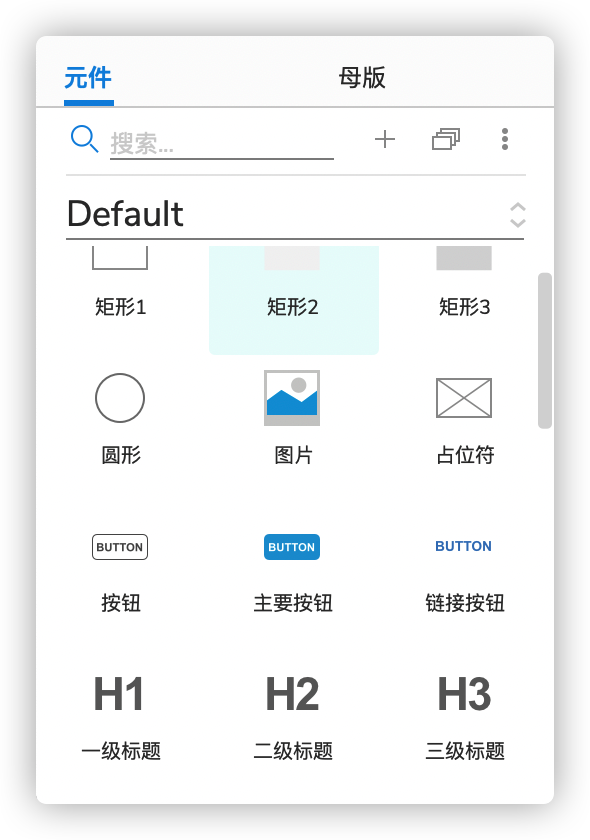 元件 母版
搜索...
Default
矩形1 矩形2 矩形3
圆形 图片 占位符
BUTTON BUTTON BUTTON
按钮 主要按钮 链接按钮
H1 H2 H3
一级标题 二级标题 三级标题